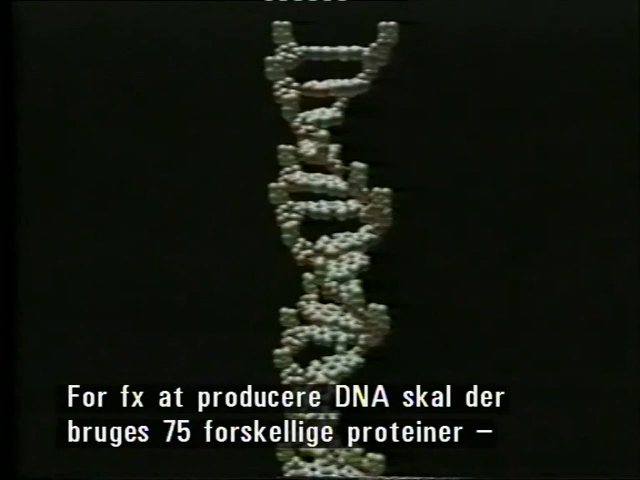 For fx at producere DNA skal der
bruges 75 forskellige proteiner –